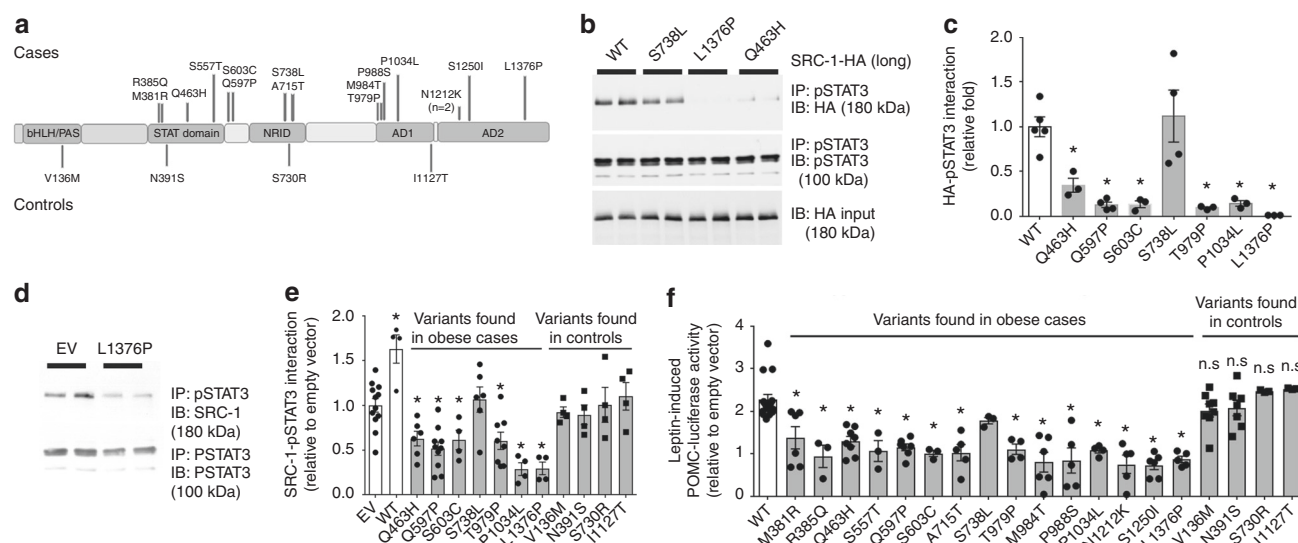 a
Cases
R385Q
M381R
Q463H
S557T
S603C
Q597P
S738L
A715T
P988S
M984T
T979P
P1034L
N1212K
(n=2)
S1250I
L1376P
bHLH/PAS
STAT domain
NRID
AD1
AD2
V136M
N391S
S730R
I1127T
Controls
b
WT
S738L
L1376P
Q463H
SRC-1-HA (long)
IP: pSTAT3
IB: HA (180 kDa)
IP: pSTAT3
IB: pSTAT3
(100 kDa)
IB: HA input
(180 kDa)
c
HA-pSTAT3 interaction
(relative fold)
2.0
1.5
1.0
0.5
0.0
* * * * * *
WT
Q463H
Q597P
S603C
S738L
T979P
P1034L
L1376P
d
EV
L1376P
IP: pSTAT3
IB: SRC-1
(180 kDa)
IP: PSTAT3
IB: PSTAT3
(100 kDa)
e
SRC-1-pSTAT3 interaction
(relative to empty vector)
2.0
1.5
1.0
0.5
0.0
Variants found
in obese cases
Variants found
in controls
* * * * * * *
EV
WT
Q463H
Q597P
S603C
S738L
T979P
P1034L
L1376P
V136M
N391S
S730R
I1127T
f
Leptin-induced
POMC-luciferase activity
(relative to empty vector)
4
3
2
1
0
Variants found in obese cases
Variants found
in controls
* * * * * * * * * * * * * *
n.s n.s n.s n.s
WT
M381R
R385Q
Q463H
S557T
Q597P
S603C
A715T
S738L
T979P
M984T
P988S
P1034L
N1212K
S1250I
L1376P
V136M
N391S
S730R
I1127T